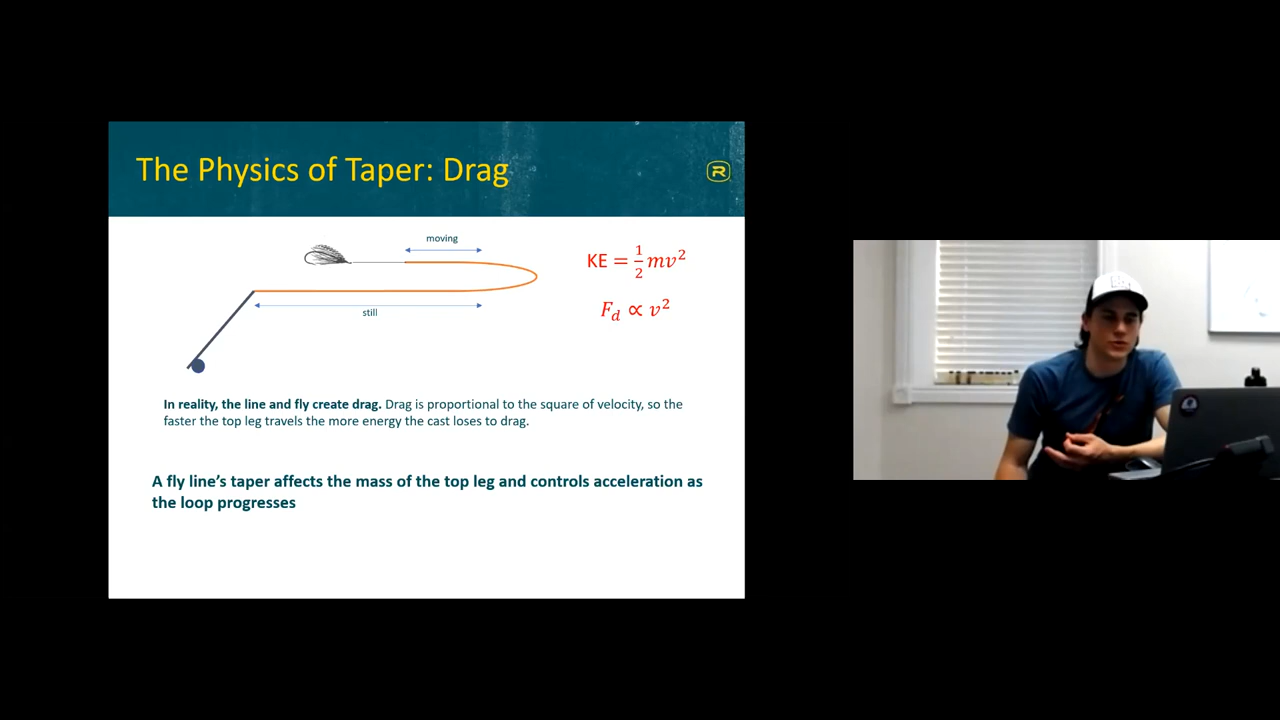 The Physics of Taper: Drag
R
moving
KE = 1/2 mv²
F_d ∝ v²
still
In reality, the line and fly create drag. Drag is proportional to the square of velocity, so the
faster the top leg travels the more energy the cast loses to drag.
A fly line’s taper affects the mass of the top leg and controls acceleration as
the loop progresses